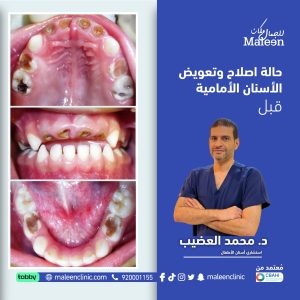 Maleen
حالة اصلاح وتعويض
الأسنان الأمامية
قبل
د. محمد العضيب
استشاري أسنان الأطفال
معتمد من
CBAHI
tabby
maleenclinic.com
920001155
maleenclinic